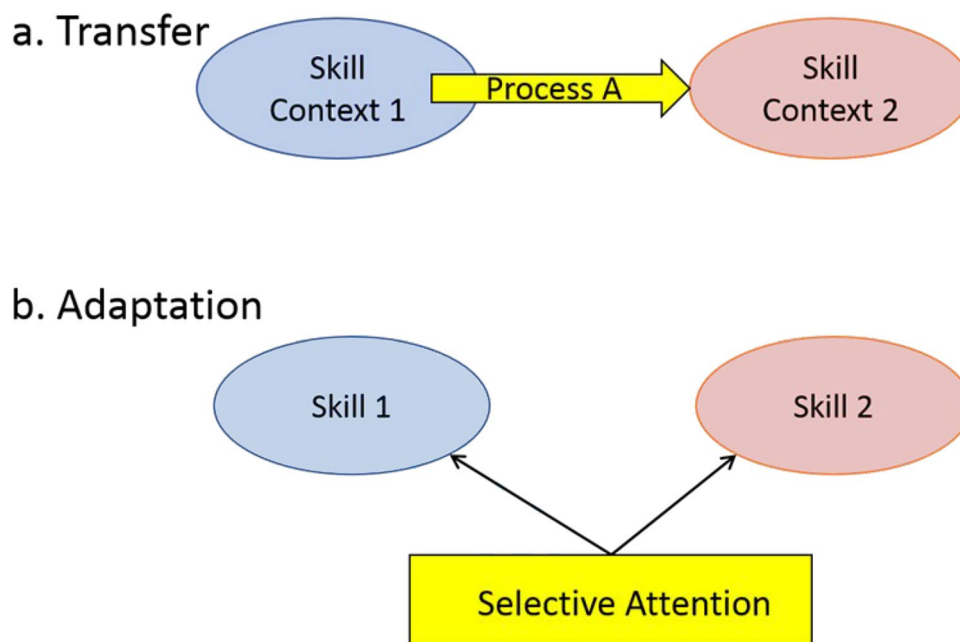 a. Transfer
Skill
Context 1
Process A
Skill
Context 2
b. Adaptation
Skill 1
Skill 2
Selective Attention